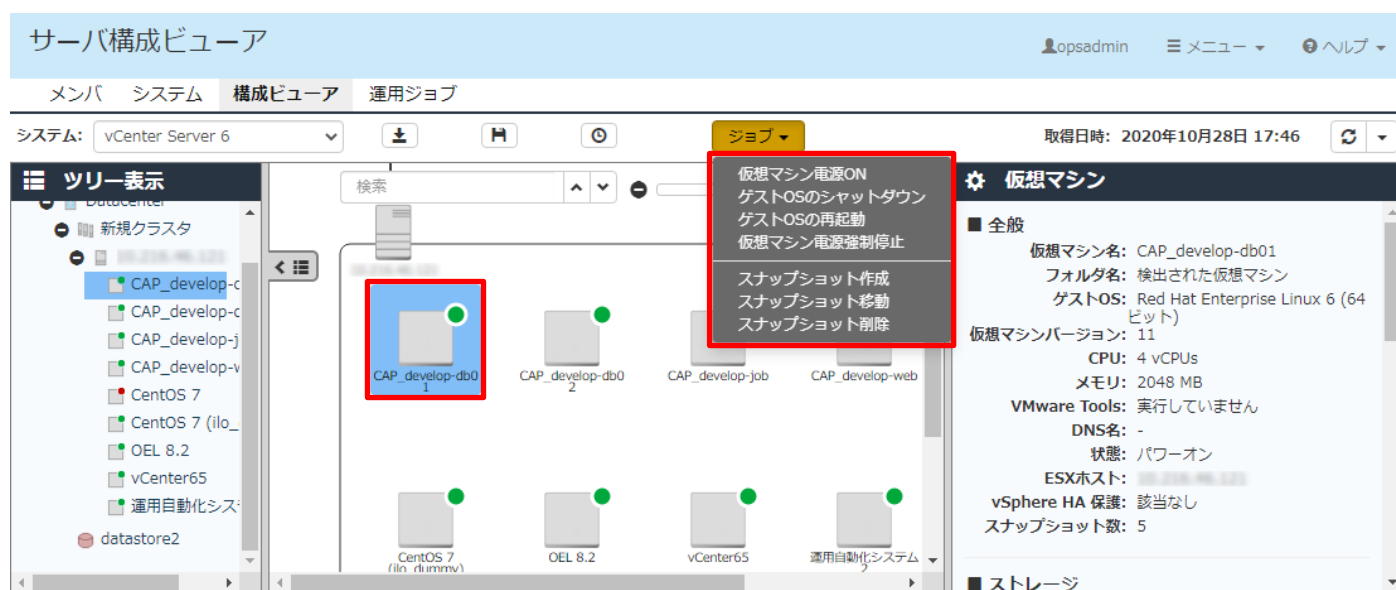 サーバ構成ビューア
opsadmin
メニュー
ヘルプ
メンバ システム 構成ビューア 運用ジョブ
システム: vCenter Server 6
ジョブ
取得日時: 2020年10月28日 17:46
ツリー表示
Datacenter
新規クラスタ
CAP_develop-c
CAP_develop-c
CAP_develop-j
CAP_develop-v
CentOS 7
CentOS 7 (ilo_
OEL 8.2
vCenter65
運用自動化シス
datastore2
検索
CAP_develop-db0
1
CAP_develop-db0
2
CAP_develop-job
CAP_develop-web
CentOS 7
(ilo_dummy)
OEL 8.2
vCenter65
運用自動化システム
2
仮想マシン電源ON
ゲストOSのシャットダウン
ゲストOSの再起動
仮想マシン電源強制停止
スナップショット作成
スナップショット移動
スナップショット削除
仮想マシン
■ 全般
仮想マシン名: CAP_develop-db01
フォルダ名: 検出された仮想マシン
ゲストOS: Red Hat Enterprise Linux 6 (64
ビット)
仮想マシンバージョン: 11
CPU: 4 vCPUs
メモリ: 2048 MB
VMware Tools: 実行していません
DNS名: -
状態: パワーオン
ESXホスト:
vSphere HA 保護: 該当なし
スナップショット数: 5
■ ストレージ